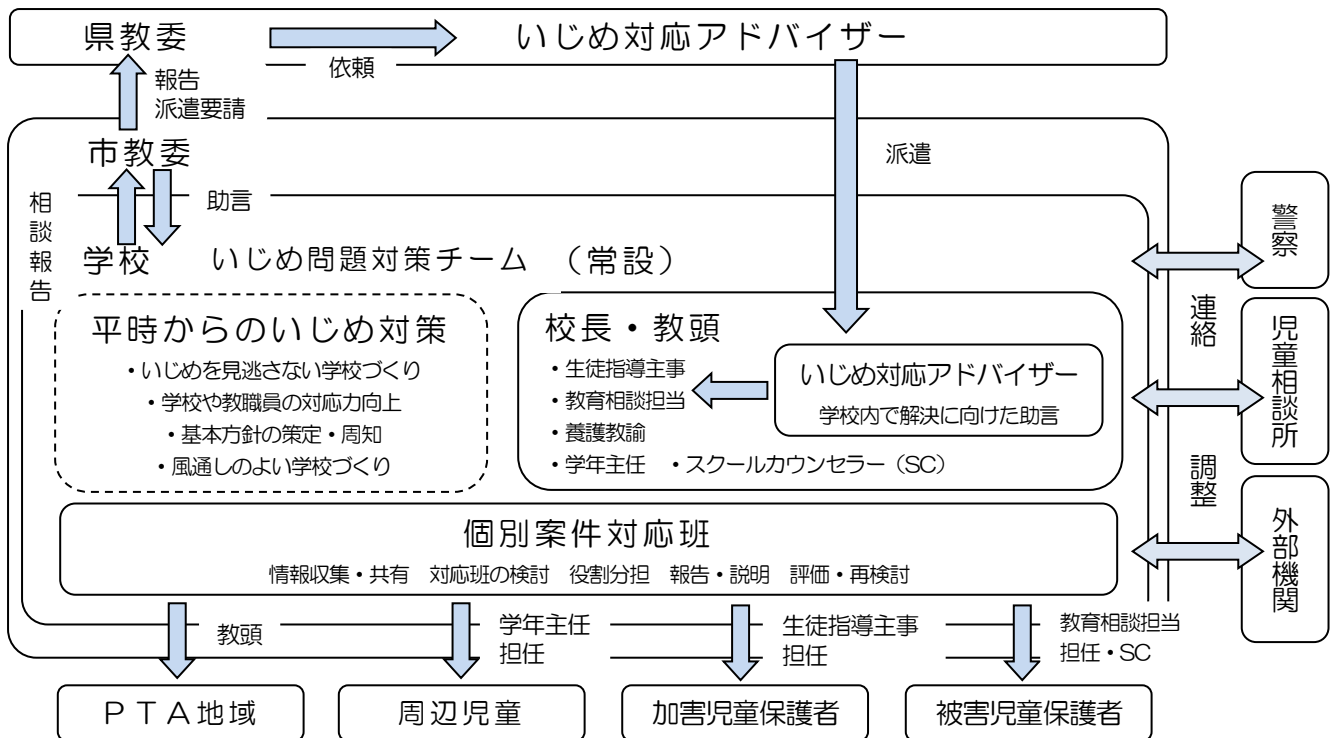 県教委
いじめ対応アドバイザー
依頼
報告
派遣要請
市教委
派遣
助言
相談報告
学校
いじめ問題対策チーム
（常設）
平時からのいじめ対策
・いじめを見逃さない学校づくり
・学校や教職員の対応力向上
・基本方針の策定・周知
・風通しのよい学校づくり
校長・教頭
・生徒指導主事
・教育相談担当
・養護教諭
・学年主任　・スクールカウンセラー（SC）
いじめ対応アドバイザー
学校内で解決に向けた助言
警察
連絡
児童相談所
調整
外部機関
個別案件対応班
情報収集・共有　対応班の検討　役割分担　報告・説明　評価・再検討
教頭
学年主任
担任
生徒指導主事
担任
教育相談担当
担任・SC
ＰＴＡ地域
周辺児童
加害児童保護者
被害児童保護者